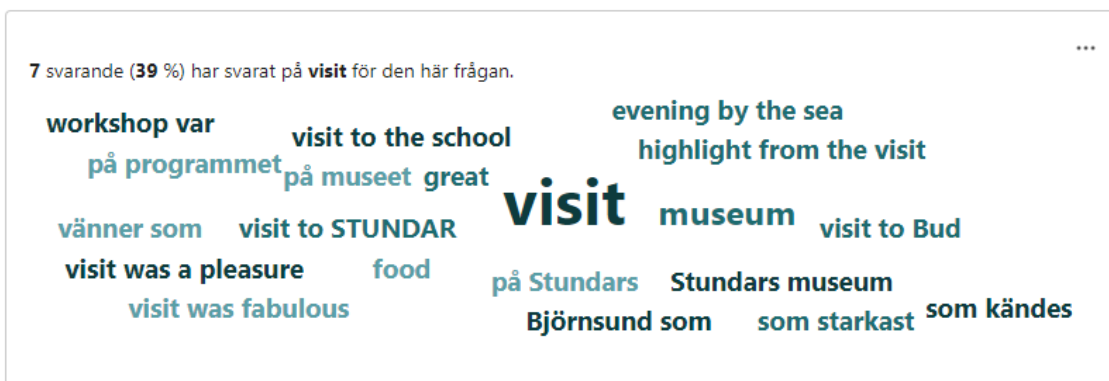 7 svarande (39 %) har svarat på visit för den här frågan.
evening by the sea
workshop var
visit to the school
highlight from the visit
på programmet
på museet
great
visit
museum
vänner som
visit to STUNDAR
visit to Bud
visit was a pleasure
food
på Stundars
Stundars museum
visit was fabulous
Björnsund som
som starkast
som kändes